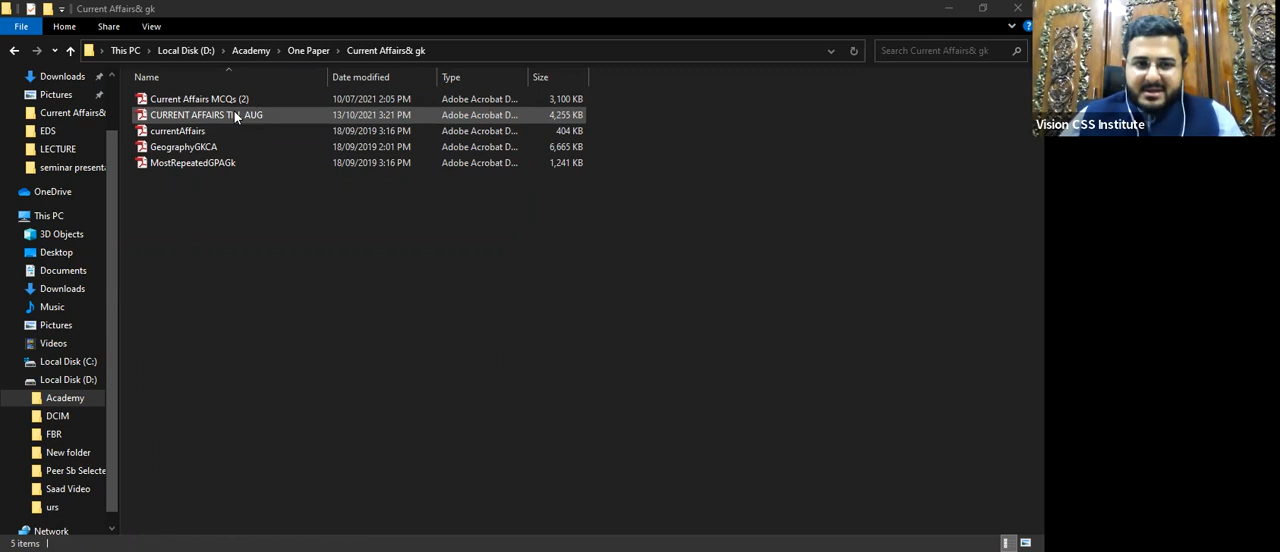 Current Affairs& gk
File Home Share View
This PC > Local Disk (D:) > Academy > One Paper > Current Affairs& gk
Search Current Affairs& gk
Name Date modified Type Size
Current Affairs MCQs (2) 10/07/2021 2:05 PM Adobe Acrobat D... 3,100 KB
CURRENT AFFAIRS AUG 13/10/2021 3:21 PM Adobe Acrobat D... 4,255 KB
currentAffairs 18/09/2019 3:16 PM Adobe Acrobat D... 404 KB
GeographyGKCA 18/09/2019 2:01 PM Adobe Acrobat D... 6,665 KB
MostRepeatedGPAGk 18/09/2019 3:16 PM Adobe Acrobat D... 1,241 KB
Downloads
Pictures
Current Affairs&
EDS
LECTURE
seminar present
OneDrive
This PC
3D Objects
Desktop
Documents
Downloads
Music
Pictures
Videos
Local Disk (C:)
Local Disk (D:)
Academy
DCIM
FBR
New folder
Peer Sb Selecte
Saad Video
urs
Network
5 items
Vision CSS Institute